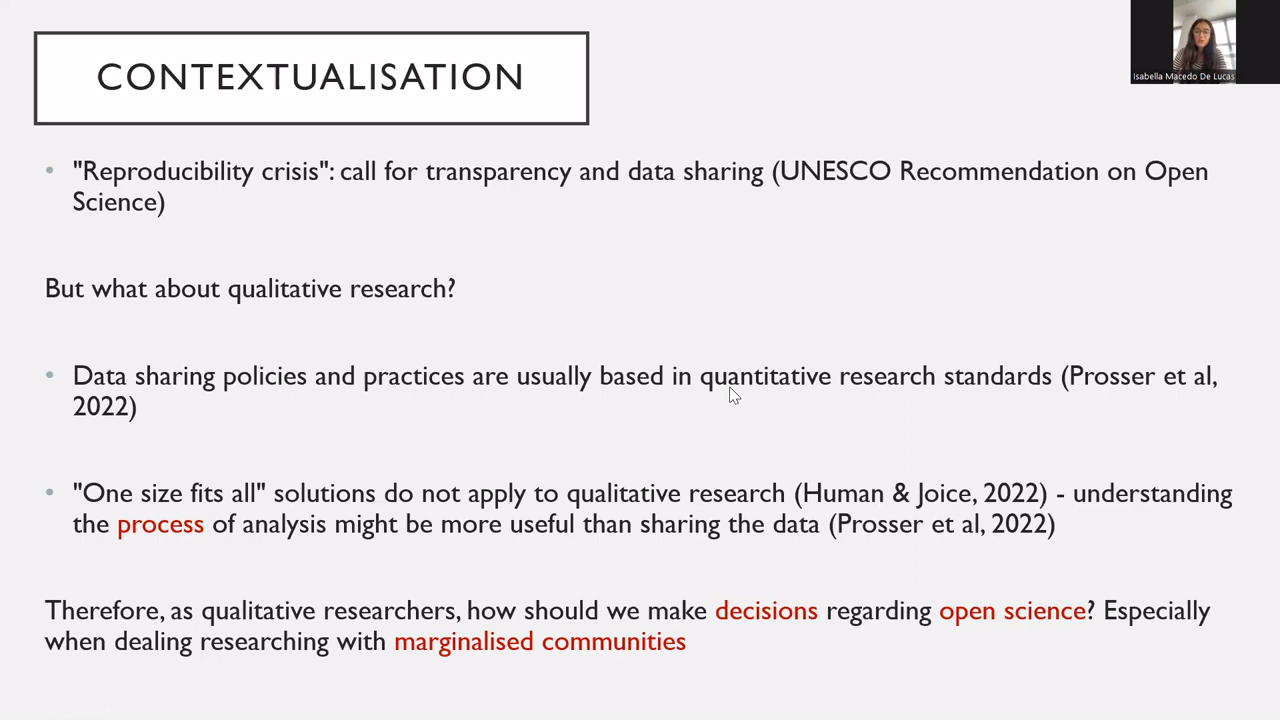 CONTEXTUALISATION
Isabella Macedo De Lucas
• "Reproducibility crisis": call for transparency and data sharing (UNESCO Recommendation on Open
Science)
But what about qualitative research?
• Data sharing policies and practices are usually based in quantitative research standards (Prosser et al,
2022)
• "One size fits all" solutions do not apply to qualitative research (Human & Joice, 2022) - understanding
the process of analysis might be more useful than sharing the data (Prosser et al, 2022)
Therefore, as qualitative researchers, how should we make decisions regarding open science? Especially
when dealing researching with marginalised communities